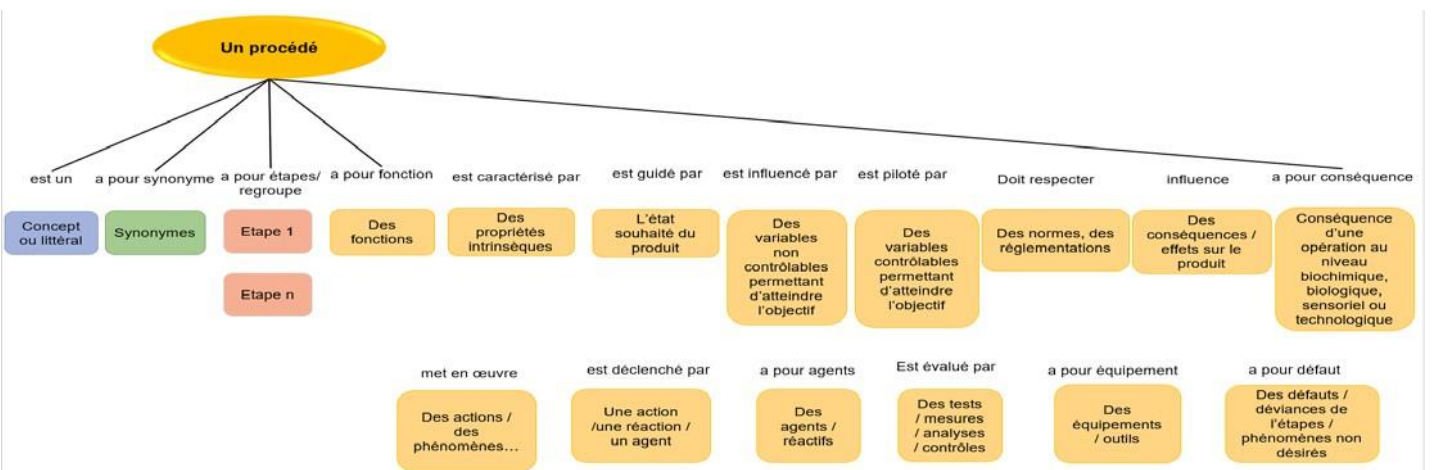 Un procédé
est un
a pour synonyme
a pour étapes/
regroupe
a pour fonction
est caractérisé par
est guidé par
est influencé par
est piloté par
Doit respecter
influence
a pour conséquence
Concept
ou littéral
Synonymes
Etape 1
Etape n
Des
fonctions
Des
propriétés
intrinsèques
L'état
souhaité du
produit
Des
variables
non
contrôlables
permettant
d'atteindre
l'objectif
Des
variables
contrôlables
permettant
d'atteindre
l'objectif
Des normes, des
réglementations
Des
conséquences /
effets sur le
produit
Conséquence
d'une
opération au
niveau
biochimique,
biologique,
sensoriel ou
technologique
met en œuvre
est déclenché par
a pour agents
Est évalué par
a pour équipement
a pour défaut
Des actions /
des
phénomènes…
Une action
/une réaction /
un agent
Des
agents /
réactifs
Des tests
/ mesures
/ analyses
/ contrôles
Des
équipements
/ outils
Des défauts /
déviances de
l'étapes /
phénomènes non
désirés